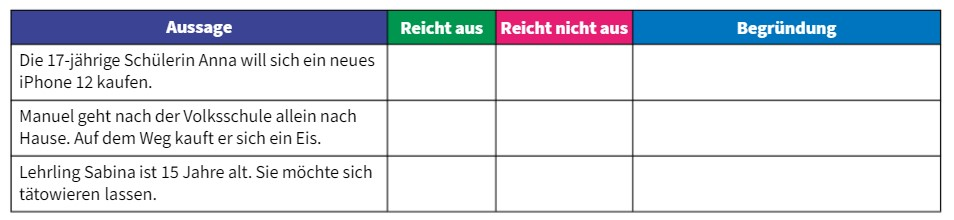 Aussage Reicht aus Reicht nicht aus Begründung
Die 17-jährige Schülerin Anna will sich ein neues
iPhone 12 kaufen.
Manuel geht nach der Volksschule allein nach
Hause. Auf dem Weg kauft er sich ein Eis.
Lehrling Sabina ist 15 Jahre alt. Sie möchte sich
tätowieren lassen.